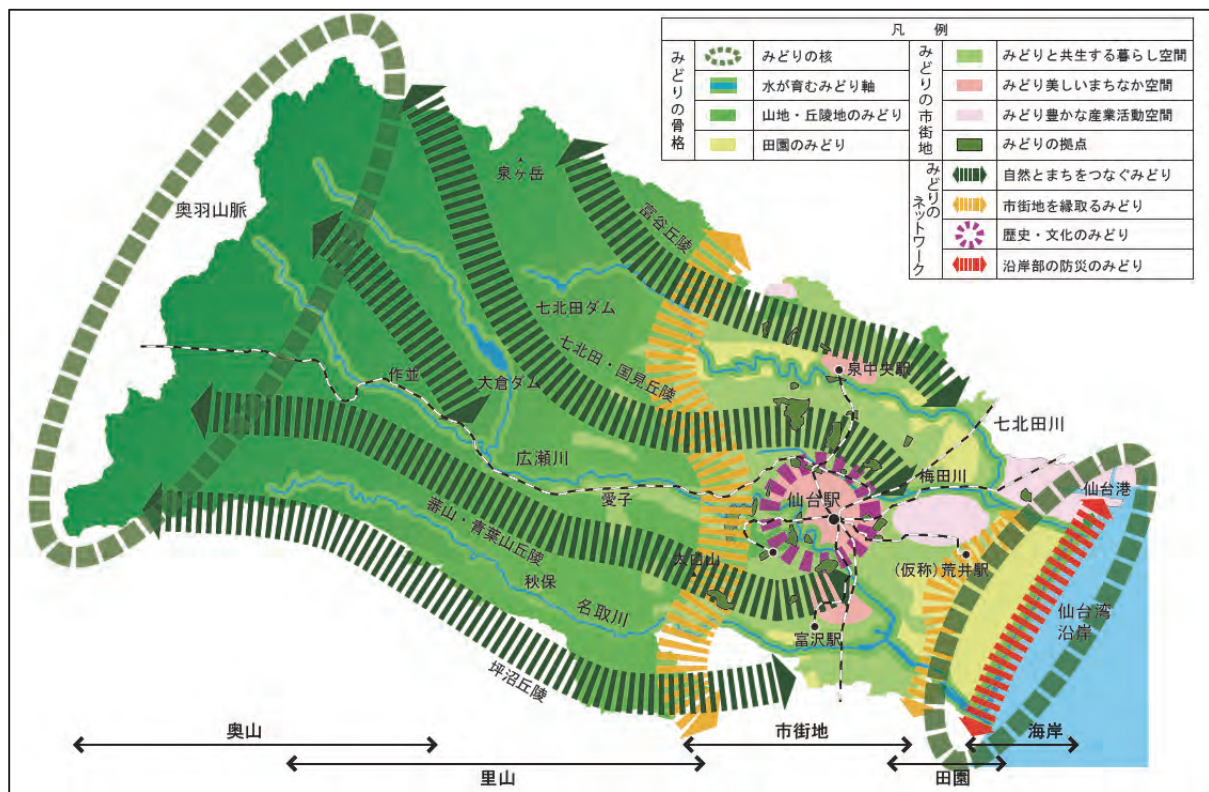 凡 例
みどりの骨格
みどりの核
水が育むみどり軸
山地・丘陵地のみどり
田園のみどり
みどりの市街地
みどりと共生する暮らし空間
みどり美しいまちなか空間
みどり豊かな産業活動空間
みどりの拠点
みどりのネットワーク
自然とまちをつなぐみどり
市街地を縁取るみどり
歴史・文化のみどり
沿岸部の防災のみどり
泉ヶ岳
奥羽山脈
富谷丘陵
七北田ダム
七北田・国見丘陵
泉中央駅
作並
大倉ダム
七北田川
広瀬川
梅田川
仙台港
愛子
仙台駅
蕃山・青葉山丘陵
太白山
(仮称)荒井駅
秋保
名取川
仙台湾
沿岸
富沢駅
坪沼丘陵
奥山
市街地
海岸
里山
田園